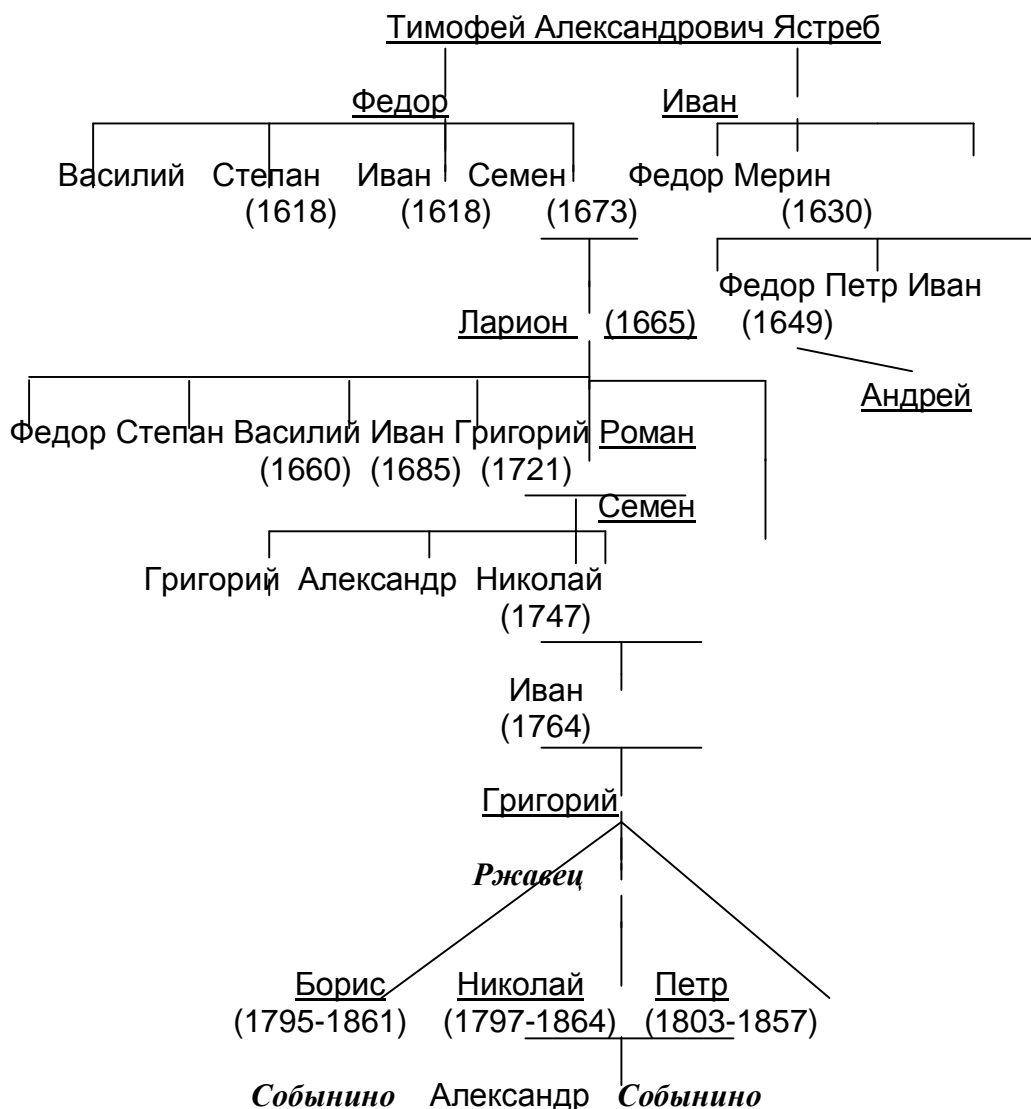 Тимофей Александрович Ястреб
Федор Иван
Василий Степан Иван Семен Федор Мерин
(1618) (1618) (1673) (1630)
Федор Петр Иван
Ларион (1665) (1649)
Андрей
Федор Степан Василий Иван Григорий Роман
(1660) (1685) (1721)
Семен
Григорий Александр Николай
(1747)
Иван
(1764)
Григорий
Ржавец
Борис Николай Петр
(1795-1861) (1797-1864) (1803-1857)
Собынино Александр Собынино